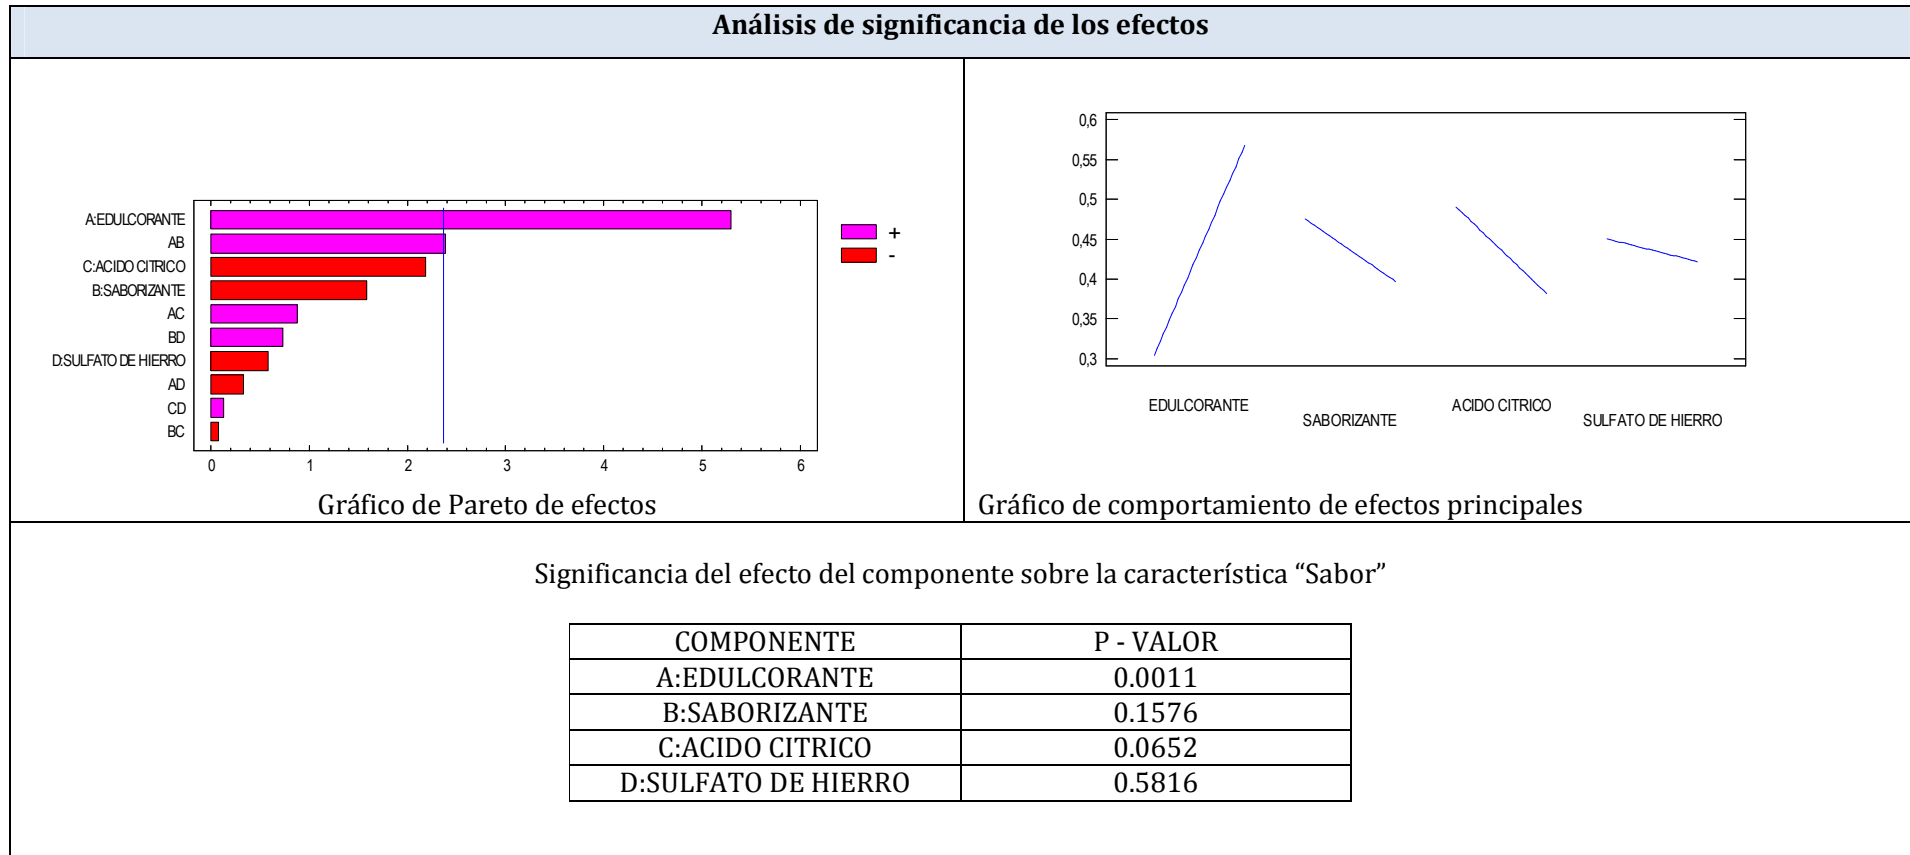 Análisis de significancia de los efectos
A:EDULCORANTE
AB
C:ACIDO CITRICO
B:SABORIZANTE
AC
BD
D:SULFATO DE HIERRO
AD
CD
BC
0 1 2 3 4 5 6
+
-
Gráfico de Pareto de efectos
0,6
0,55
0,5
0,45
0,4
0,35
0,3
EDULCORANTE
SABORIZANTE
ACIDO CITRICO
SULFATO DE HIERRO
Gráfico de comportamiento de efectos principales
Significancia del efecto del componente sobre la característica “Sabor”
COMPONENTE P - VALOR
A:EDULCORANTE 0.0011
B:SABORIZANTE 0.1576
C:ACIDO CITRICO 0.0652
D:SULFATO DE HIERRO 0.5816